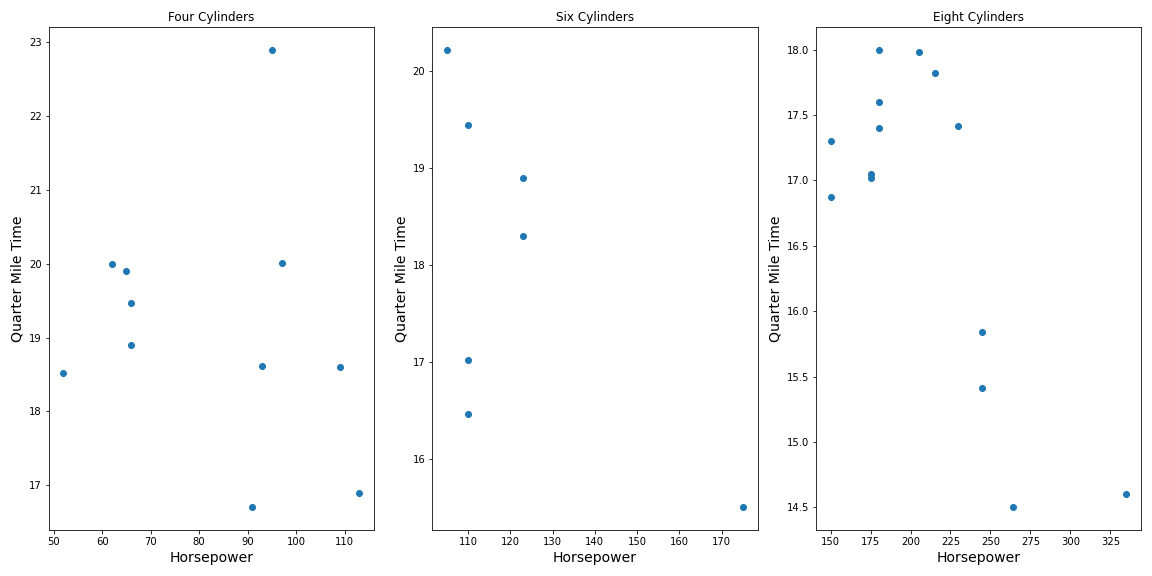 Four Cylinders
23
22
21
20
19
18
17
50 60 70 80 90 100 110
Quarter Mile Time
Horsepower
Six Cylinders
20
19
18
17
16
110 120 130 140 150 160 170
Quarter Mile Time
Horsepower
Eight Cylinders
18.0
17.5
17.0
16.5
16.0
15.5
15.0
14.5
150 175 200 225 250 275 300 325
Quarter Mile Time
Horsepower